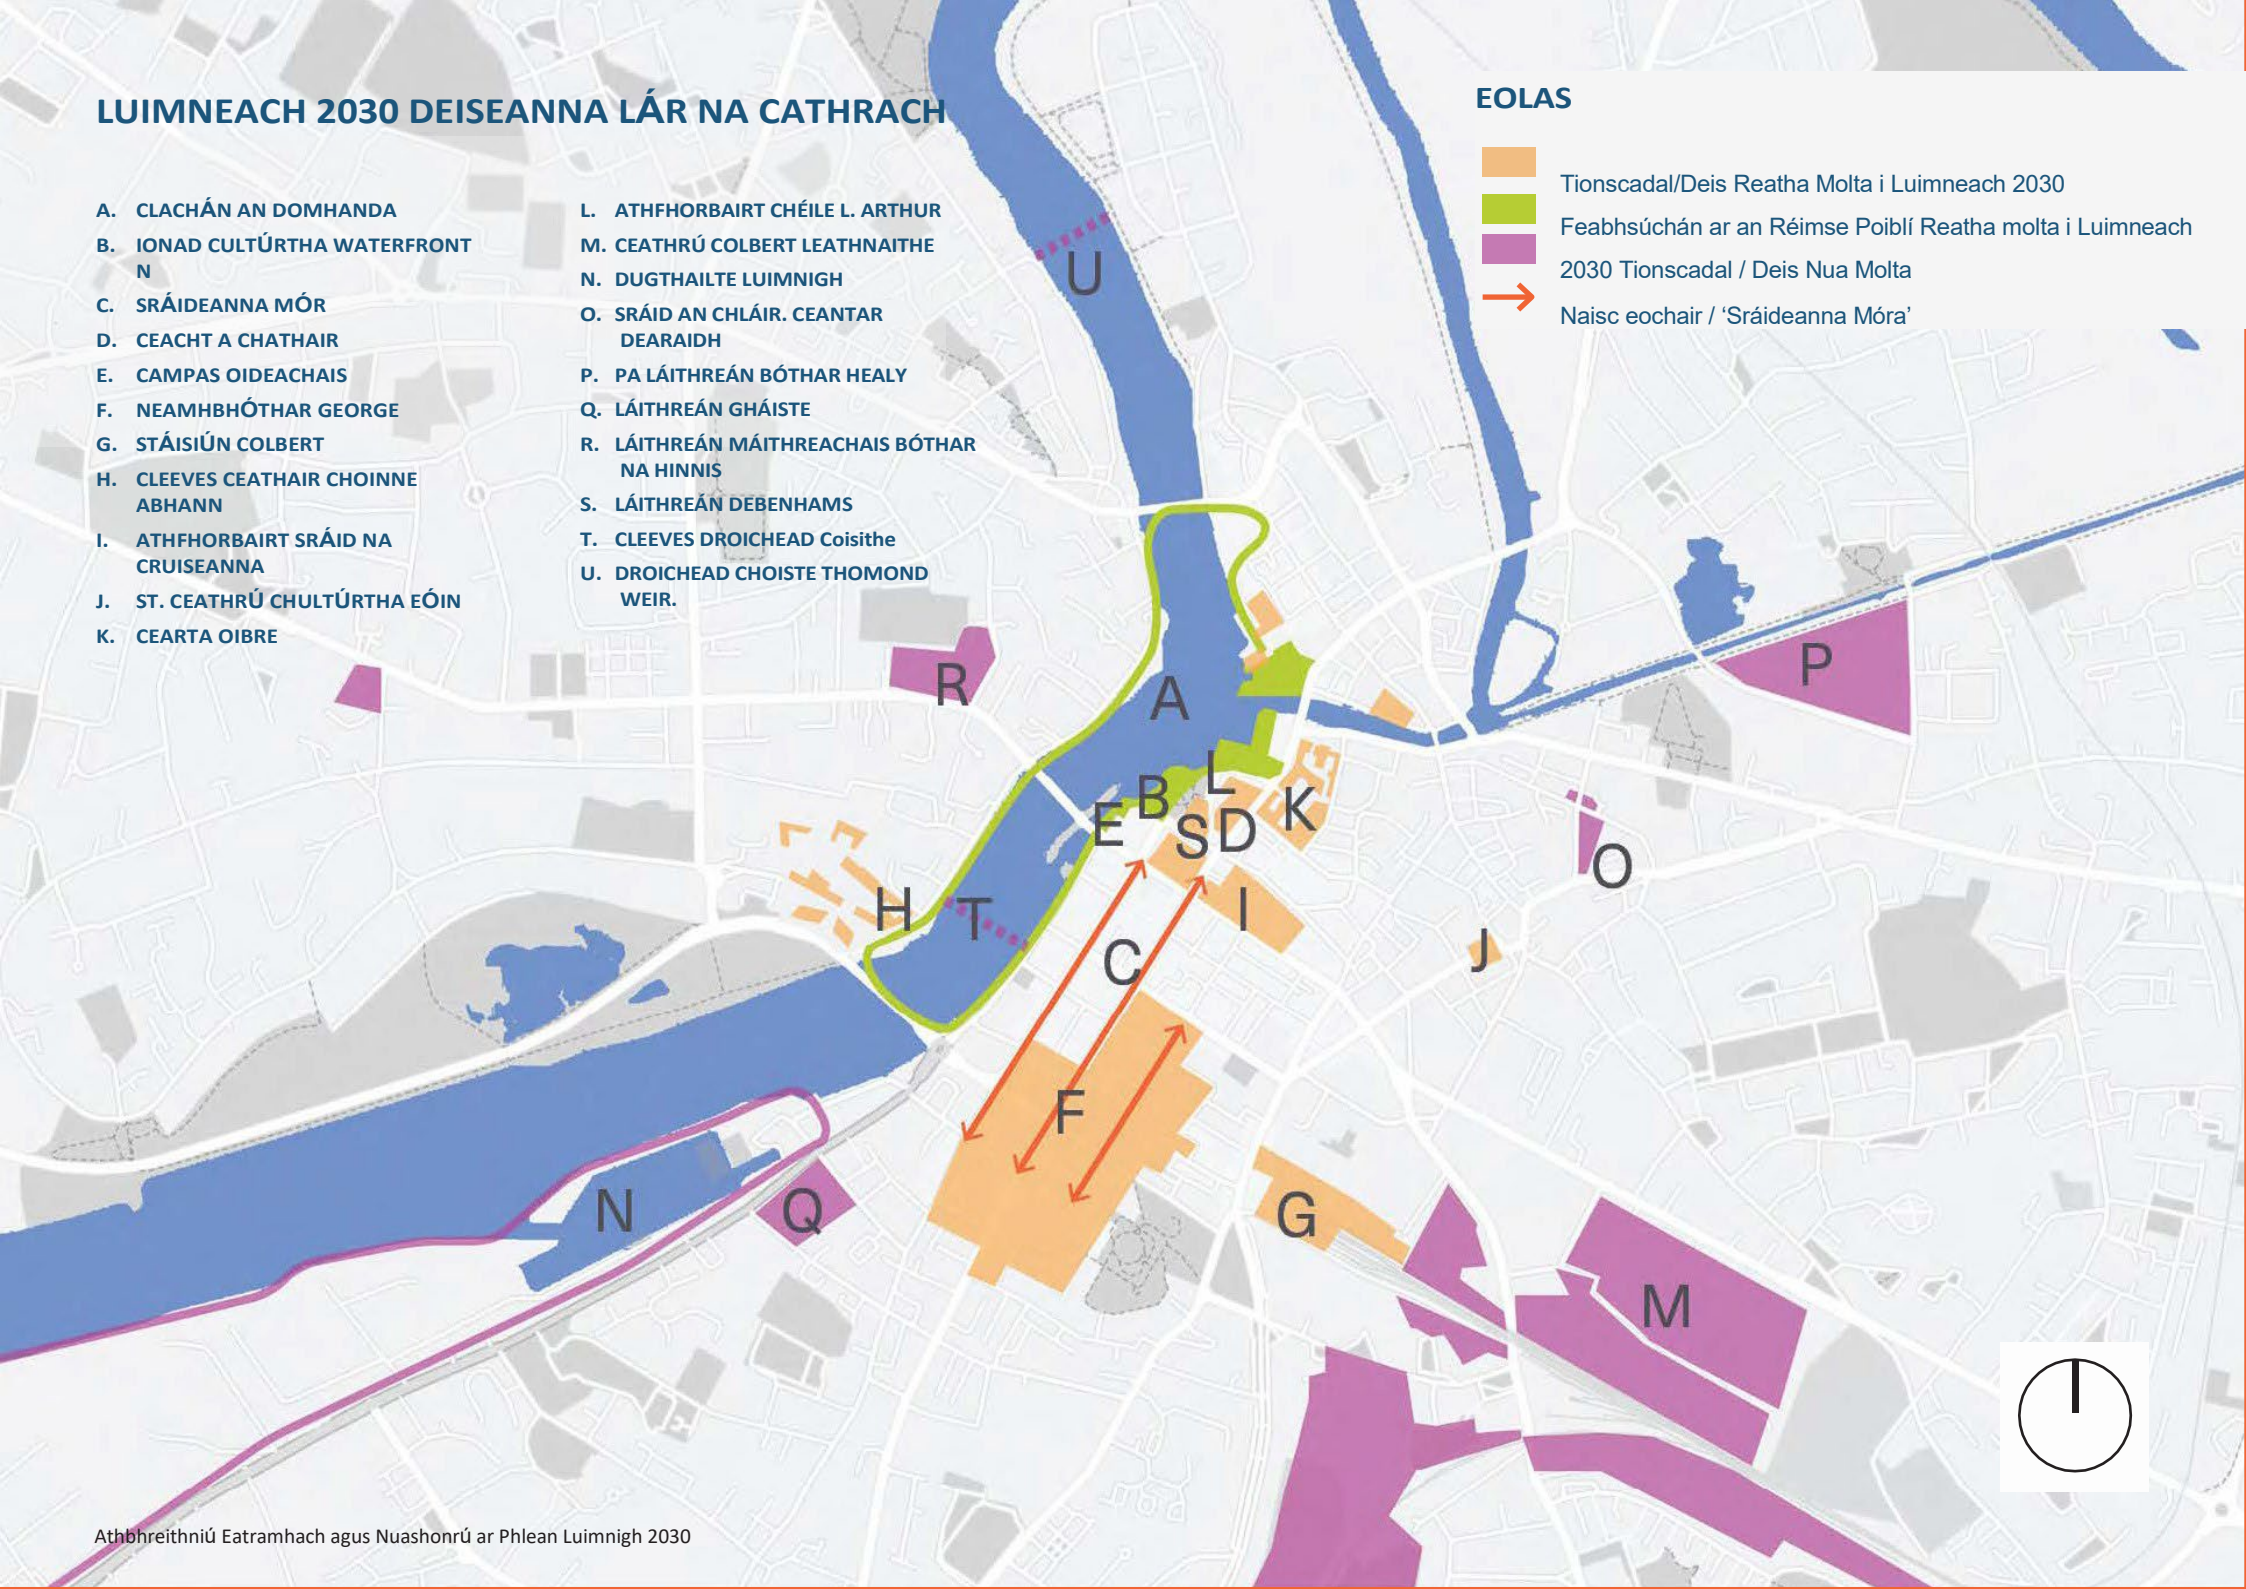 LUIMNEACH 2030 DEISEANNA LÁR NA CATHRACH
A. CLACHÁN AN DOMHANDA
B. IONAD CULTÚRTHA WATERFRONT
N
C. SRÁIDEANNA MÓR
D. CEACHT A CHATHAIR
E. CAMPAS OIDEACHAIS
F. NEAMHBHÓTHAR GEORGE
G. STÁISIÚN COLBERT
H. CLEEVES CEATHAIR CHOINNE
ABHANN
I. ATHFHORBAIRT SRÁID NA
CRUISEANNA
J. ST. CEATHRÚ CHULTÚRTHA EÓIN
K. CEARTA OIBRE
L. ATHFHORBAIRT CHÉILE L. ARTHUR
M. CEATHRÚ COLBERT LEATHNAITHE
N. DUGTHAILTE LUIMNIGH
O. SRÁID AN CHLÁIR. CEANTAR
DEARAIDH
P. PA LÁITHREÁN BÓTHAR HEALY
Q. LÁITHREÁN GHÁISTE
R. LÁITHREÁN MÁITHREACHAIS BÓTHAR
NA HINNIS
S. LÁITHREÁN DEBENHAMS
T. CLEEVES DROICHEAD Coisithe
U. DROICHEAD CHOISTE THOMOND
WEIR.
EOLAS
Tionscadal/Deis Reatha Molta i Luimneach 2030
Feabhsúchán ar an Réimse Poiblí Reatha molta i Luimneach
2030 Tionscadal / Deis Nua Molta
Naisc eochair / ‘Sráideanna Móra’
U
R
P
A
L
B
E
S
D
K
O
H
T
I
J
C
F
N
Q
G
M
Athbhreithniú Eatramhach agus Nuashonrú ar Phlean Luimnigh 2030